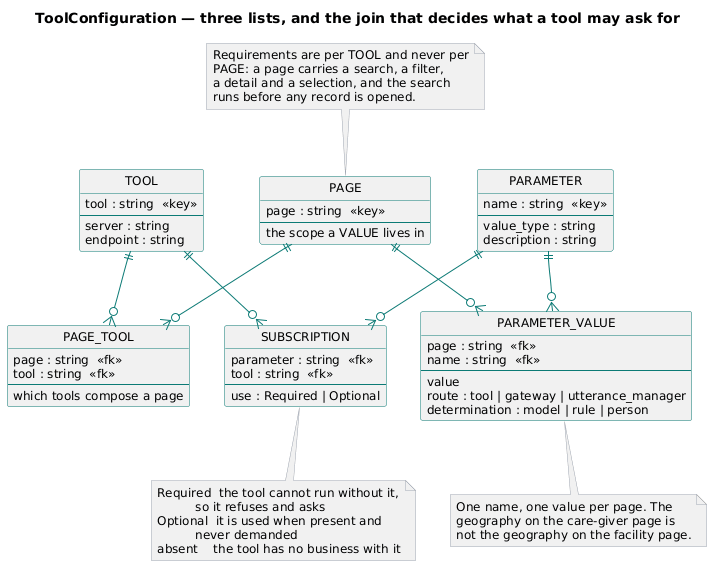 ToolConfiguration — three lists, and the join that decides what a tool may ask for
Requirements are per TOOL and never per
PAGE: a page carries a search, a filter,
a detail and a selection, and the search
runs before any record is opened.
TOOL
tool : string «key»
server : string
endpoint : string
PAGE
page : string «key»
the scope a VALUE lives in
PARAMETER
name : string «key»
value_type : string
description : string
PAGE_TOOL
page : string «fk»
tool : string «fk»
which tools compose a page
SUBSCRIPTION
parameter : string «fk»
tool : string «fk»
use : Required | Optional
PARAMETER_VALUE
page : string «fk»
name : string «fk»
value
route : tool | gateway | utterance_manager
determination : model | rule | person
Required the tool cannot run without it,
so it refuses and asks
Optional it is used when present and
never demanded
absent the tool has no business with it
One name, one value per page. The
geography on the care-giver page is
not the geography on the facility page.